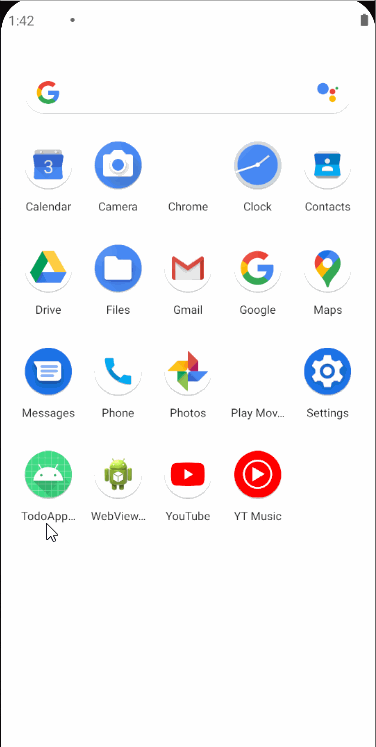 1:42
G
3
Calendar Camera Chrome Clock Contacts
G
Drive Files Gmail Google Maps
Messages Phone Photos Play Mov... Settings
TodoApp... WebView... YouTube YT Music